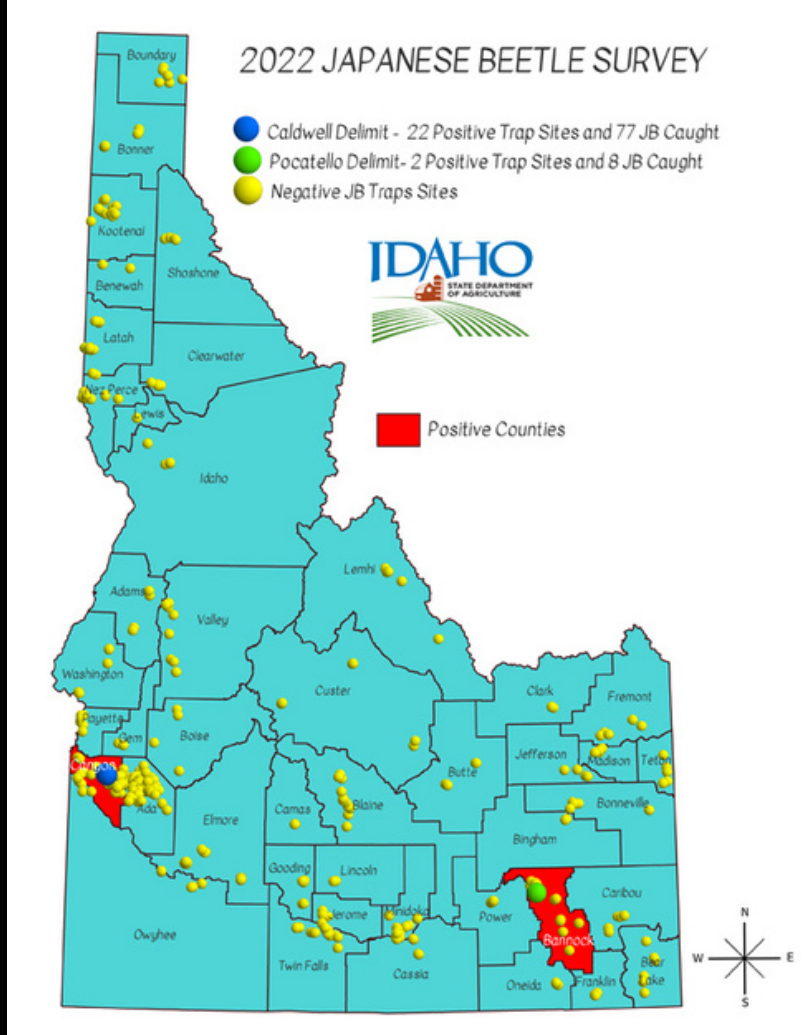 2022 JAPANESE BEETLE SURVEY
Caldwell Delimit - 22 Positive Trap Sites and 77 JB Caught
Pocatello Delimit- 2 Positive Trap Sites and 8 JB Caught
Negative JB Traps Sites
IDAHO
STATE DEPARTMENT
OF AGRICULTURE
Positive Counties
Boundary
Bonner
Kootenai
Shoshone
Benewah
Latah
Clearwater
Nez Perce
Lewis
Idaho
Lemhi
Adams
Valley
Washington
Custer
Clark
Fremont
Payette
Gem
Boise
Jefferson
Madison
Teton
Canyon
Butte
Ada
Elmore
Camas
Blaine
Bonneville
Bingham
Gooding
Lincoln
Caribou
Jerome
Minidoka
Power
Owyhee
Bannock
Twin Falls
Cassia
Oneida
Franklin
Bear
Lake
N
W
E
S